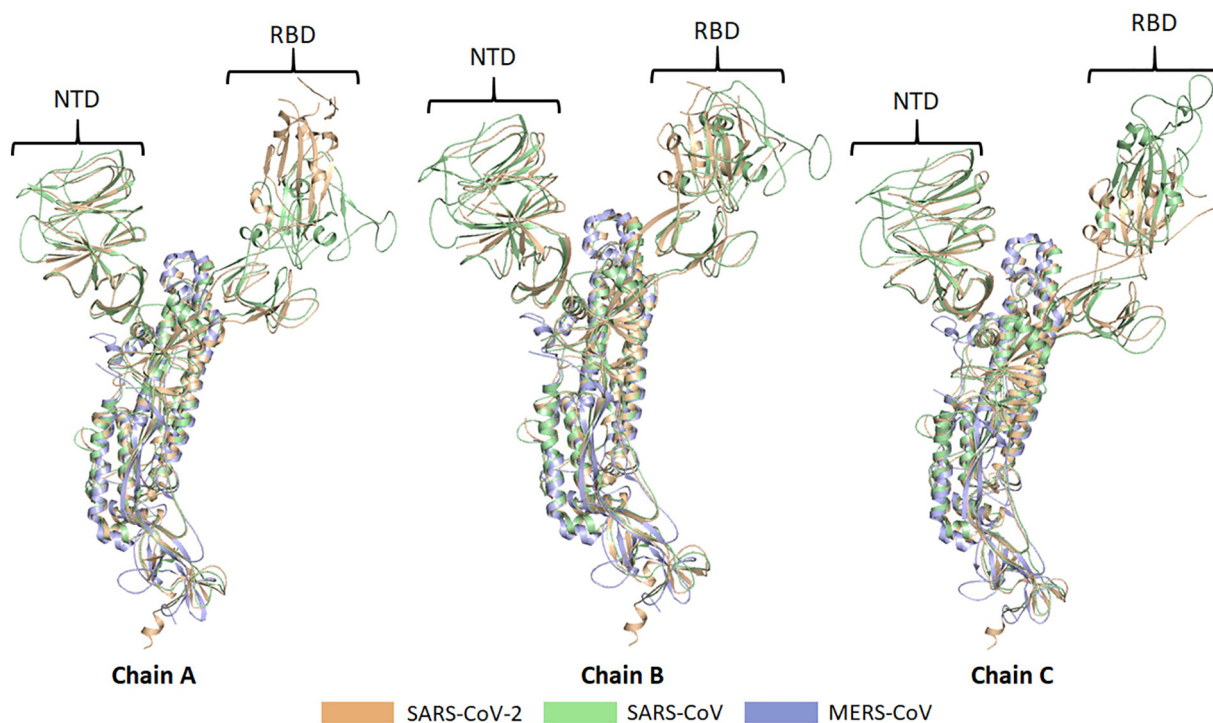 NTD
RBD
NTD
RBD
NTD
RBD
Chain A
Chain B
Chain C
SARS-CoV-2
SARS-CoV
MERS-CoV